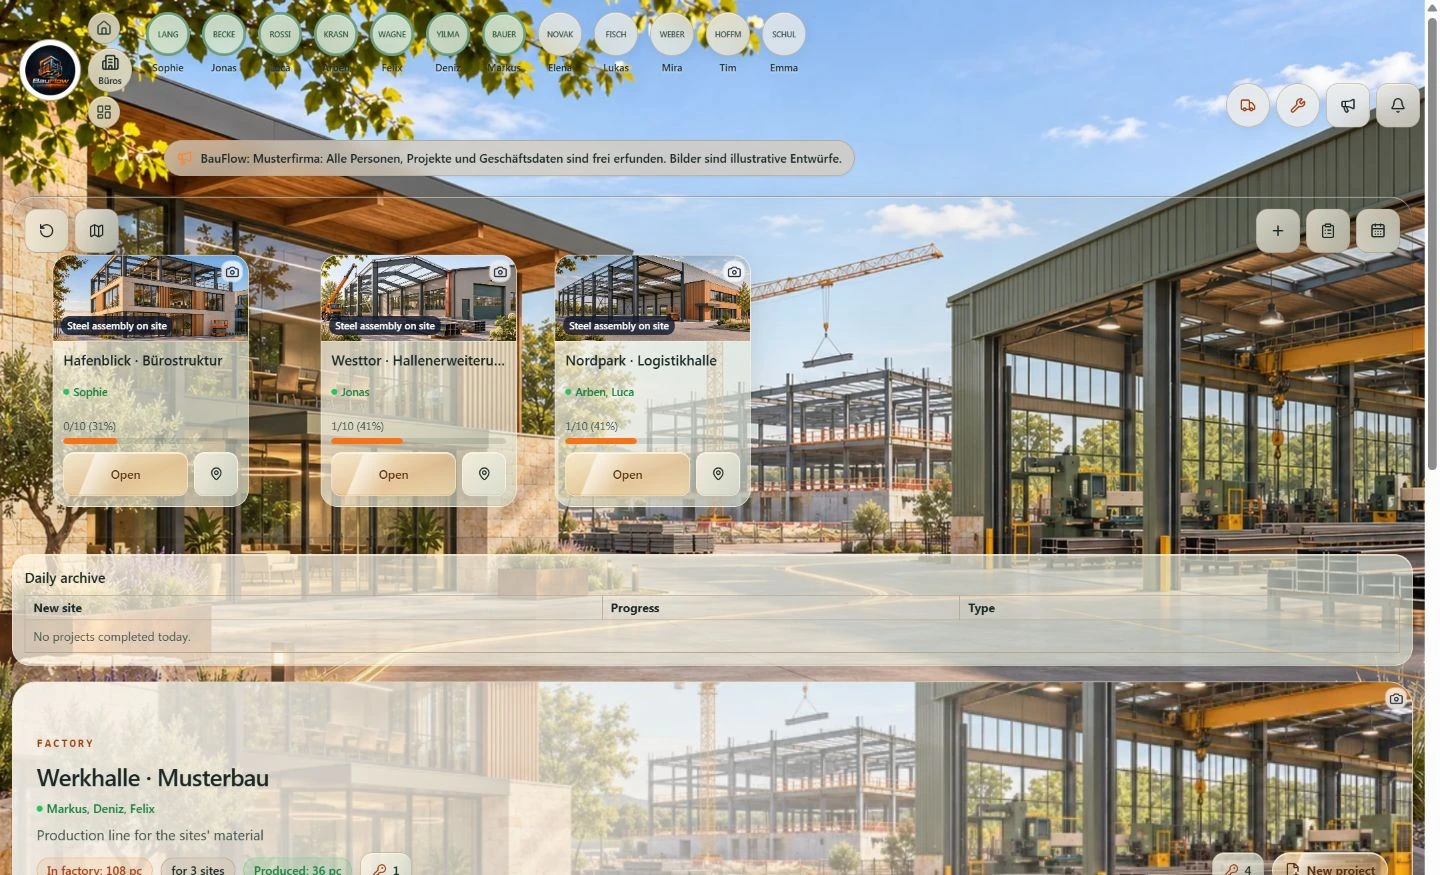 LANG
BECKE
ROSSI
KRASN
WAGNE
YILMA
BAUER
NOVAK
FISCH
WEBER
HOFFM
SCHUL
Sophie
Jonas
Luca
Arben
Felix
Deniz
Markus
Elena
Lukas
Mira
Tim
Emma
BauFlow
Büros
BauFlow: Musterfirma: Alle Personen, Projekte und Geschäftsdaten sind frei erfunden. Bilder sind illustrative Entwürfe.
Steel assembly on site
Hafenblick · Bürostruktur
Sophie
0/10 (31%)
Open
Steel assembly on site
Westtor · Hallenerweiteru...
Jonas
1/10 (41%)
Open
Steel assembly on site
Nordpark · Logistikhalle
Arben, Luca
1/10 (41%)
Open
Daily archive
New site
Progress
Type
No projects completed today.
FACTORY
Werkhalle · Musterbau
Markus, Deniz, Felix
Production line for the sites' material
In factory: 108 pc
for 3 sites
Produced: 36 pc
1
4
New project